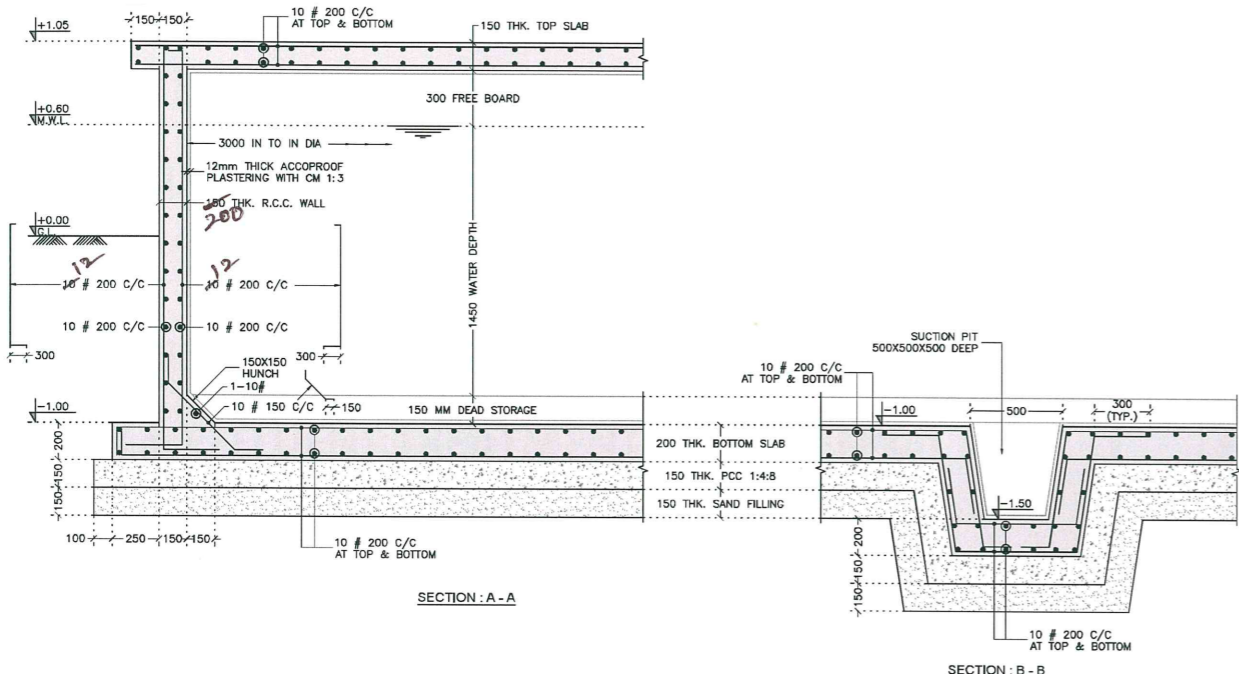 150 150
10 # 200 C/C
AT TOP & BOTTOM
150 THK. TOP SLAB
+1.05
300 FREE BOARD
+0.60
M.W.L.
3000 IN TO IN DIA
12mm THICK ACCOPROOF
PLASTERING WITH CM 1:3
150 THK. R.C.C. WALL
200
+0.00
G.L.
12
12
10 # 200 C/C
10 # 200 C/C
10 # 200 C/C
10 # 200 C/C
1450 WATER DEPTH
300
150X150
HUNCH
300
1-10#
10 # 150 C/C
150
150 MM DEAD STORAGE
-1.00
200
150
150
100
250
150
150
10 # 200 C/C
AT TOP & BOTTOM
SECTION : A - A
200 THK. BOTTOM SLAB
150 THK. PCC 1:4:8
150 THK. SAND FILLING
SUCTION PIT
500X500X500 DEEP
10 # 200 C/C
AT TOP & BOTTOM
-1.00
500
300
(TYP.)
-1.50
200
150
150
10 # 200 C/C
AT TOP & BOTTOM
SECTION : B - B